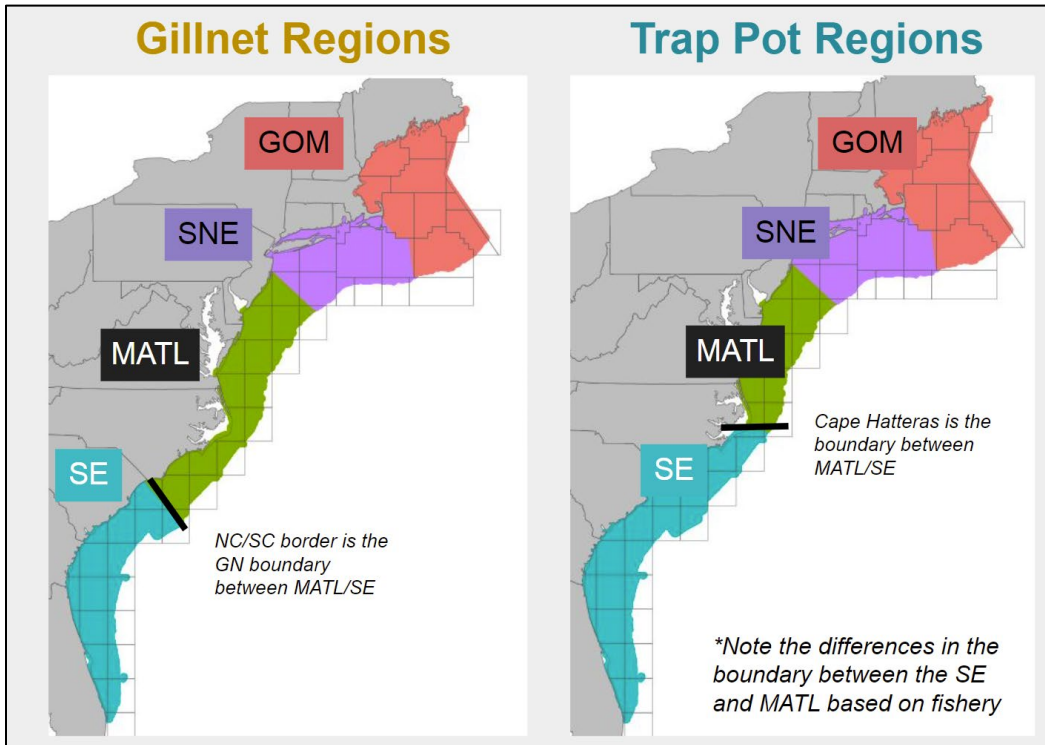 Gillnet Regions
GOM
SNE
MATL
SE
NC/SC border is the
GN boundary
between MATL/SE
Trap Pot Regions
GOM
SNE
MATL
Cape Hatteras is the
boundary between
MATL/SE
SE
*Note the differences in the
boundary between the SE
and MATL based on fishery